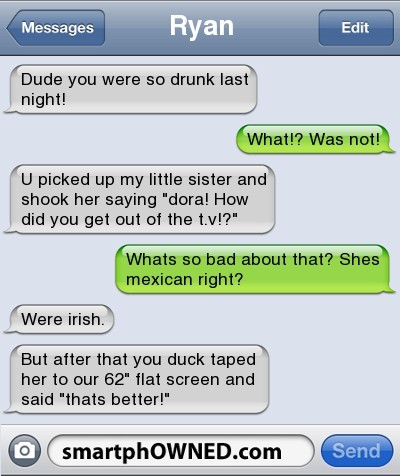 Messages
Ryan
Edit
Dude you were so drunk last
night!
What!? Was not!
U picked up my little sister and
shook her saying "dora! How
did you get out of the t.v!?"
Whats so bad about that? Shes
mexican right?
Were irish.
But after that you duck taped
her to our 62" flat screen and
said "thats better!"
smartphOWNED.com
Send